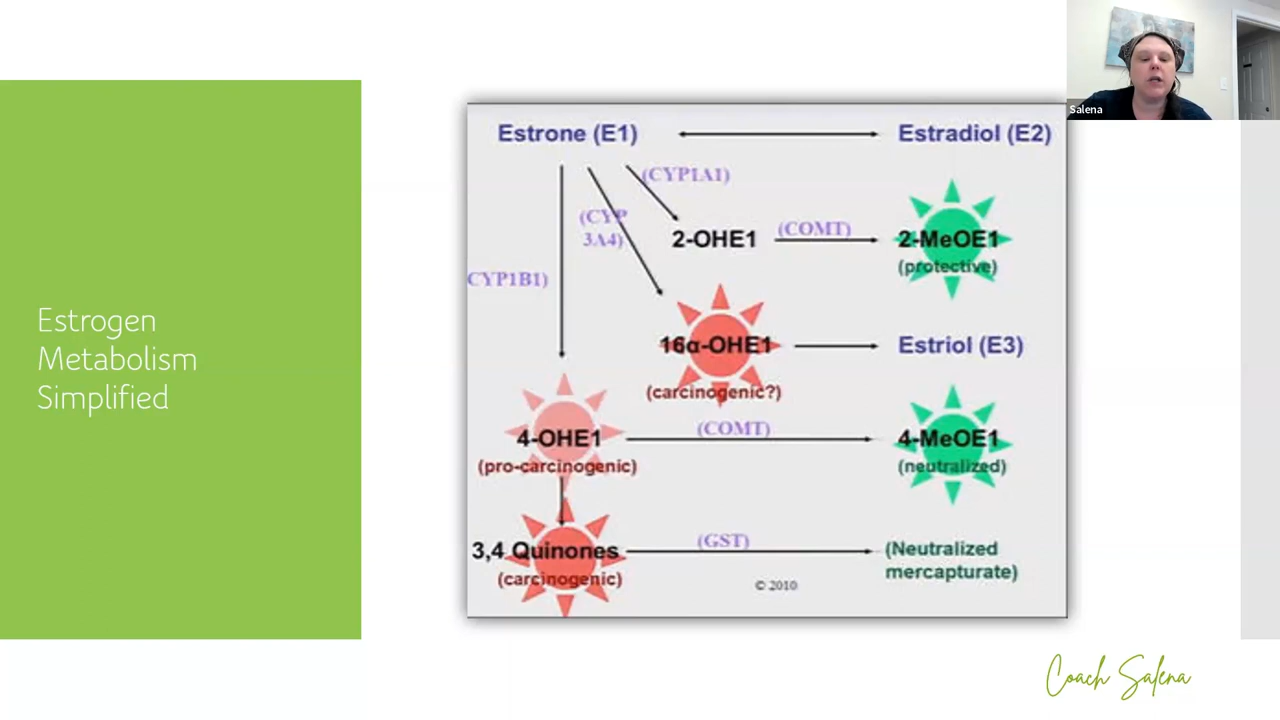 Salena
Estrogen
Metabolism
Simplified
Estrone (E1)
Estradiol (E2)
(CYP1A1)
(CYP
3A4)
2-OHE1
(COMT)
2-MeOE1
(protective)
CYP1B1)
16α-OHE1
(carcinogenic?)
Estriol (E3)
4-OHE1
(pro-carcinogenic)
(COMT)
4-MeOE1
(neutralized)
3,4 Quinones
(carcinogenic)
(GST)
(Neutralized
mercapturate)
© 2010
Coach Salena